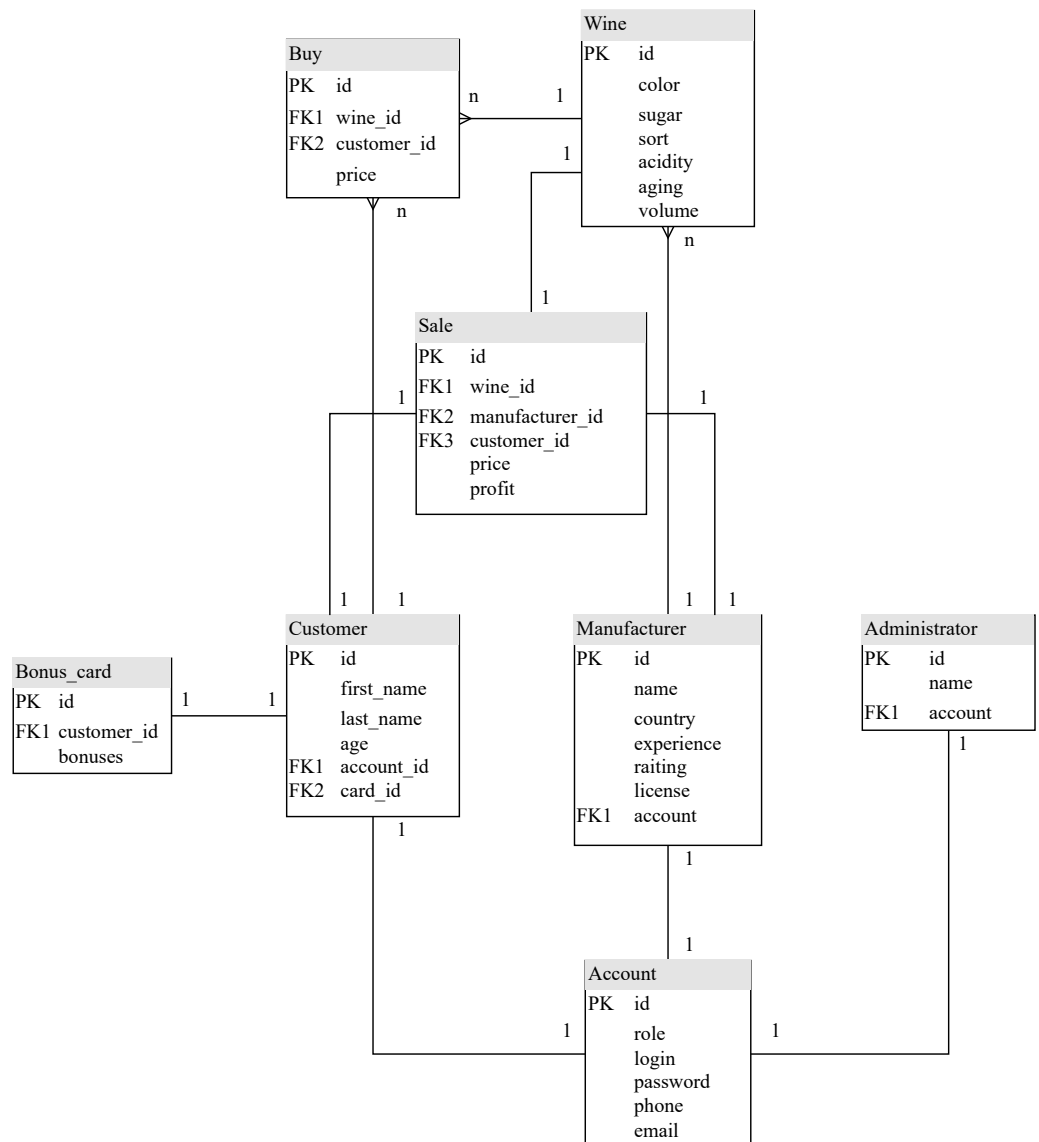 Wine
PK id
color
sugar
sort
acidity
aging
volume
Buy
PK id
FK1 wine_id
FK2 customer_id
price
n
1
1
n
n
1
Sale
PK id
FK1 wine_id
FK2 manufacturer_id
FK3 customer_id
price
profit
1
1
1
1
1
1
Customer
PK id
first_name
last_name
age
FK1 account_id
FK2 card_id
Manufacturer
PK id
name
country
experience
raiting
license
FK1 account
Administrator
PK id
name
FK1 account
Bonus_card
PK id
FK1 customer_id
bonuses
1
1
1
1
1
1
Account
PK id
role
login
password
phone
email
1
1